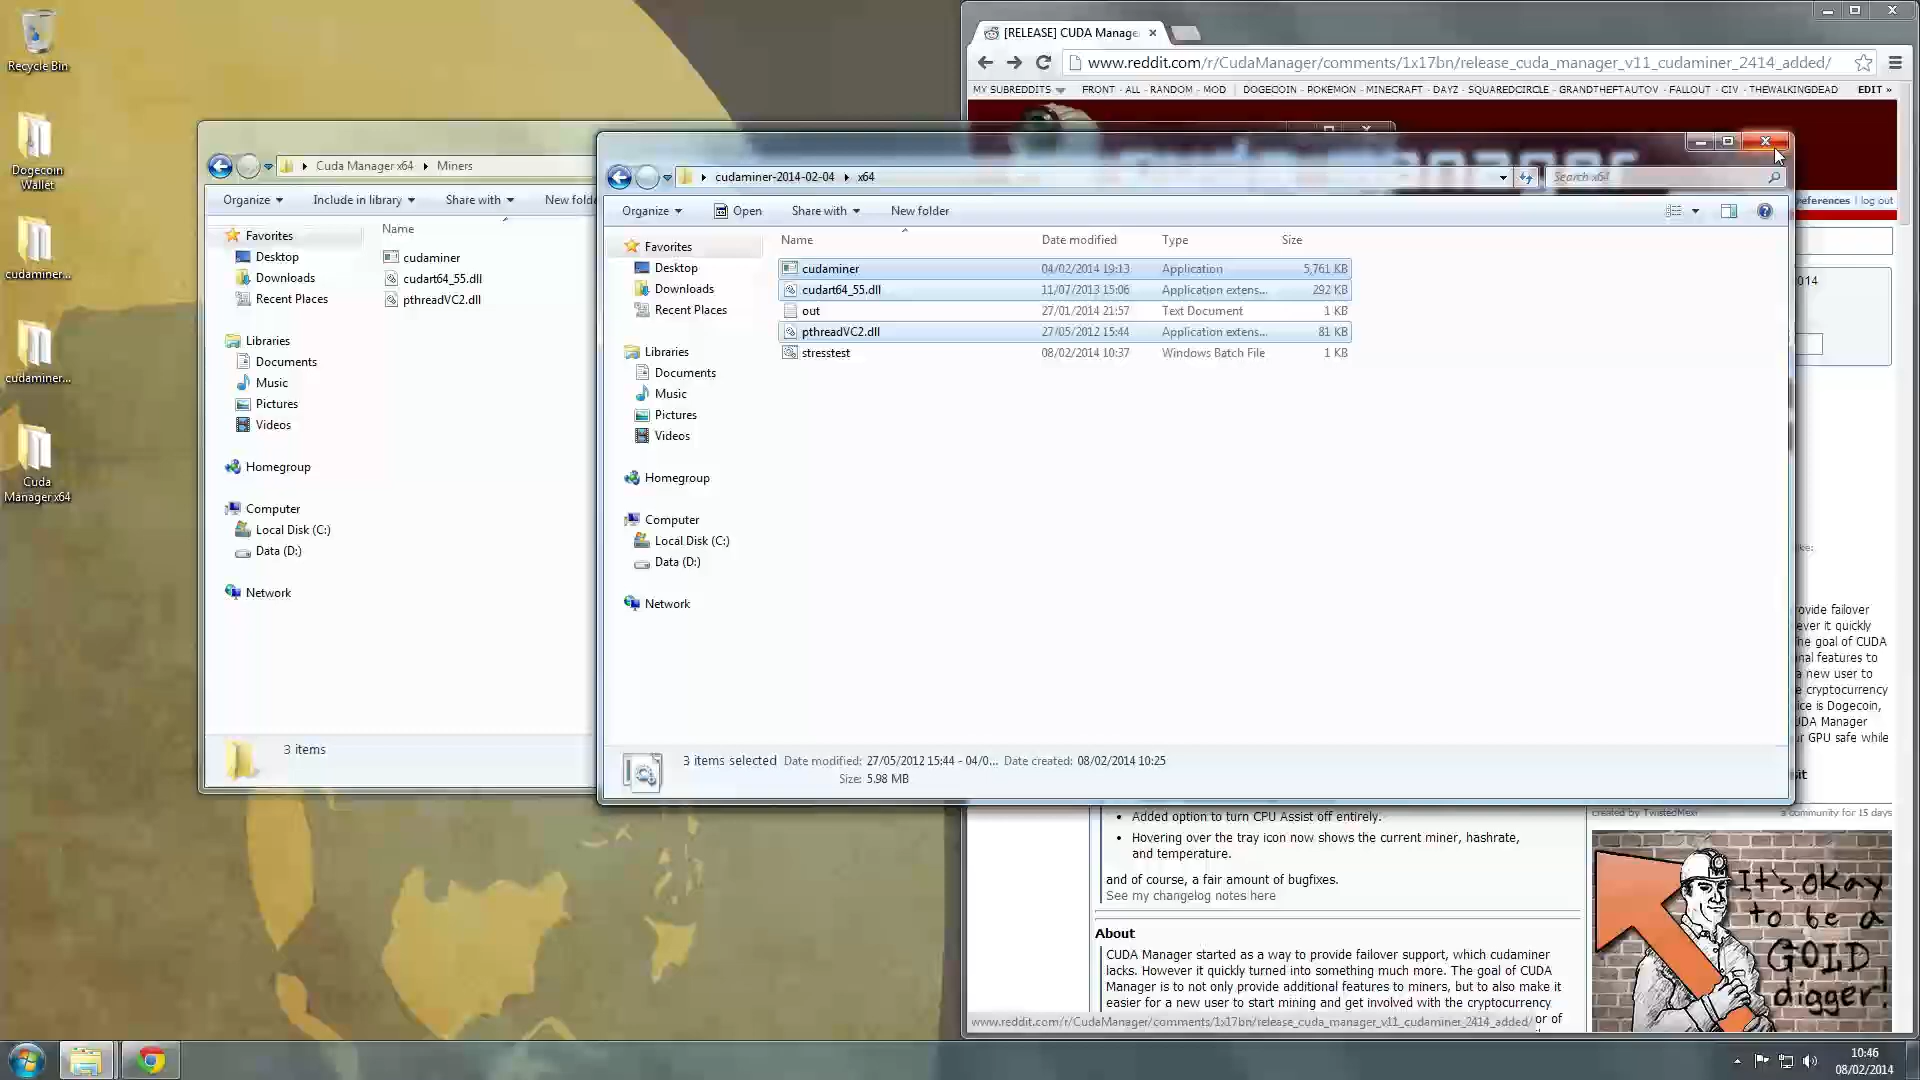 Recycle Bin
Dogecoin Wallet
cudaminer...
cudaminer...
Cuda Manager x64
[RELEASE] CUDA Manage
www.reddit.com/r/CudaManager/comments/1x17bn/release_cuda_manager_v11_cudaminer_2414_added/
MY SUBREDDITS FRONT - ALL - RANDOM - MOD | DOGECOIN - POKEMON - MINECRAFT - DAYZ - SQUAREDCIRCLE - GRANDTHEFTAUTOV - FALLOUT - CIV - THEWALKINGDEAD EDIT »
references | log out
Cuda Manager x64 Miners
Organize Include in library Share with New folde
Name
Favorites
Desktop
Downloads
Recent Places
Libraries
Documents
Music
Pictures
Videos
Homegroup
Computer
Local Disk (C:)
Data (D:)
Network
cudaminer
cudart64_55.dll
pthreadVC2.dll
3 items
cudaminer-2014-02-04 x64
Search x64
Organize Open Share with New folder
Name Date modified Type Size
Favorites
Desktop
Downloads
Recent Places
Libraries
Documents
Music
Pictures
Videos
Homegroup
Computer
Local Disk (C:)
Data (D:)
Network
cudaminer 04/02/2014 19:13 Application 5,761 KB
cudart64_55.dll 11/07/2013 15:06 Application extens... 292 KB
out 27/01/2014 21:57 Text Document 1 KB
pthreadVC2.dll 27/05/2012 15:44 Application extens... 81 KB
stresstest 08/02/2014 10:37 Windows Batch File 1 KB
3 items selected Date modified: 27/05/2012 15:44 - 04/0... Date created: 08/02/2014 10:25
Size: 5.98 MB
014
ike:
ovide failover
ever it quickly
he goal of CUDA
nal features to
a new user to
e cryptocurrency
ice is Dogecoin,
UDA Manager
ur GPU safe while
it
created by TwistedMexi a community for 15 days
Added option to turn CPU Assist off entirely.
Hovering over the tray icon now shows the current miner, hashrate,
and temperature.
and of course, a fair amount of bugfixes.
See my changelog notes here
About
CUDA Manager started as a way to provide failover support, which cudaminer
lacks. However it quickly turned into something much more. The goal of CUDA
Manager is to not only provide additional features to miners, but to also make it
easier for a new user to start mining and get involved with the cryptocurrency
or of
www.reddit.com/r/CudaManager/comments/1x17bn/release_cuda_manager_v11_cudaminer_2414_added/
It's okay
to be a
GOLD
digger!
10:46
08/02/2014